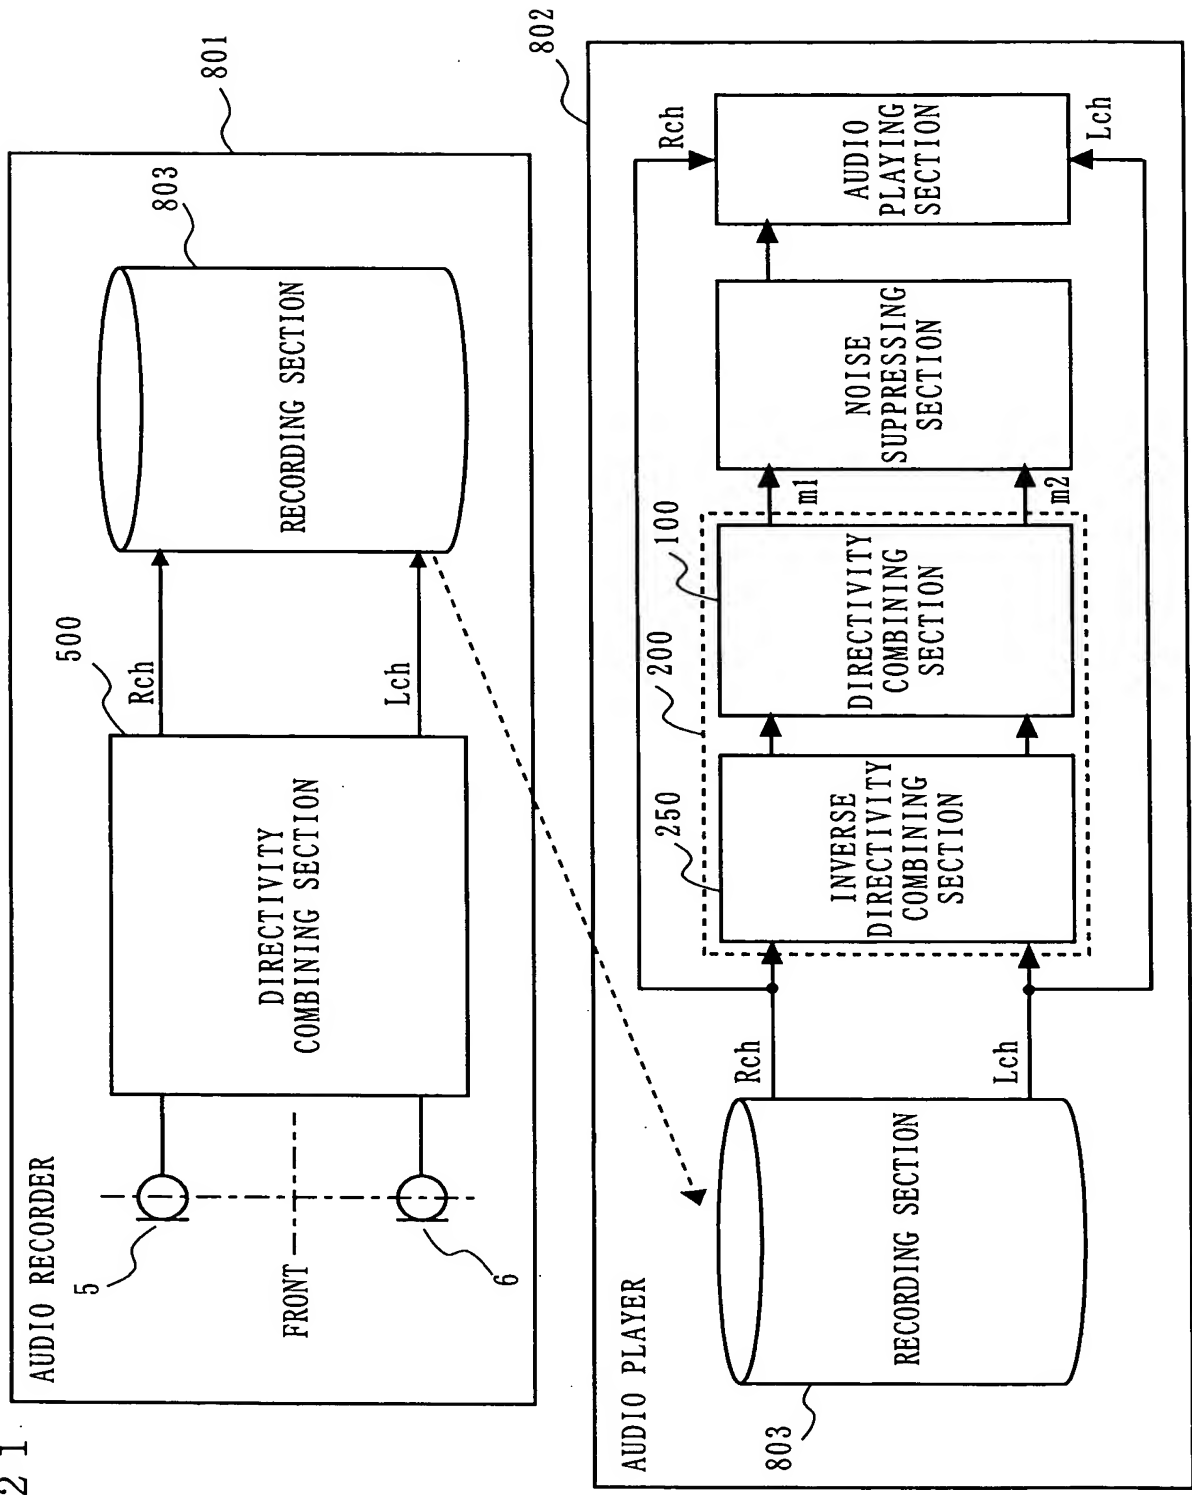 21
AUDIO RECORDER
801
5
6
FRONT
DIRECTIVITY
COMBINING SECTION
500
Rch
Lch
RECORDING SECTION
803
AUDIO PLAYER
802
803
RECORDING SECTION
Rch
Lch
250
INVERSE
DIRECTIVITY
COMBINING
SECTION
200
100
DIRECTIVITY
COMBINING
SECTION
m1
m2
NOISE
SUPPRESSING
SECTION
Rch
Lch
AUDIO
PLAYING
SECTION